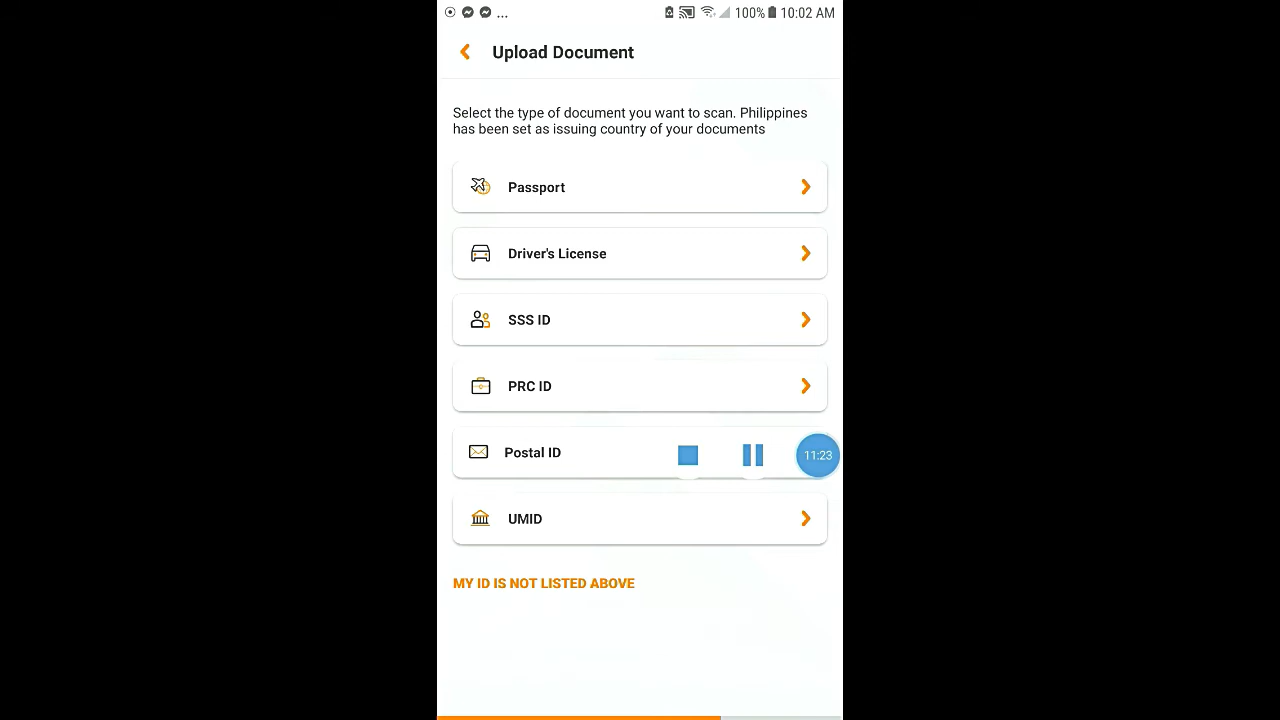 ... 100% 10:02 AM
Upload Document
Select the type of document you want to scan. Philippines
has been set as issuing country of your documents
Passport
Driver's License
SSS ID
PRC ID
Postal ID
11:23
UMID
MY ID IS NOT LISTED ABOVE